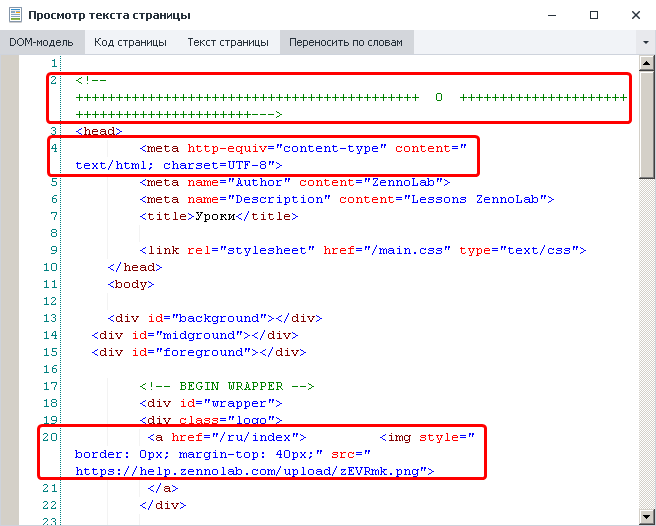 Просмотр текста страницы
DOM-модель Код страницы Текст страницы Переносить по словам
1
2 <!--
+++++++++++++++++++++++++++++++++++++++++++ 0 +++++++++++++++++++++
++++++++++++++++++++++--->
3 <head>
4 <meta http-equiv="content-type" content="
text/html; charset=UTF-8">
5 <meta name="Author" content="ZennoLab">
6 <meta name="Description" content="Lessons ZennoLab">
7 <title>Уроки</title>
8
9 <link rel="stylesheet" href="/main.css" type="text/css">
10 </head>
11 <body>
12
13 <div id="background"></div>
14 <div id="midground"></div>
15 <div id="foreground"></div>
16
17 <!-- BEGIN WRAPPER -->
18 <div id="wrapper">
19 <div class="logo">
20 <a href="/ru/index"> <img style="
border: 0px; margin-top: 40px;" src="
https://help.zennolab.com/upload/zEVRmk.png">
21 </a>
22 </div>
23